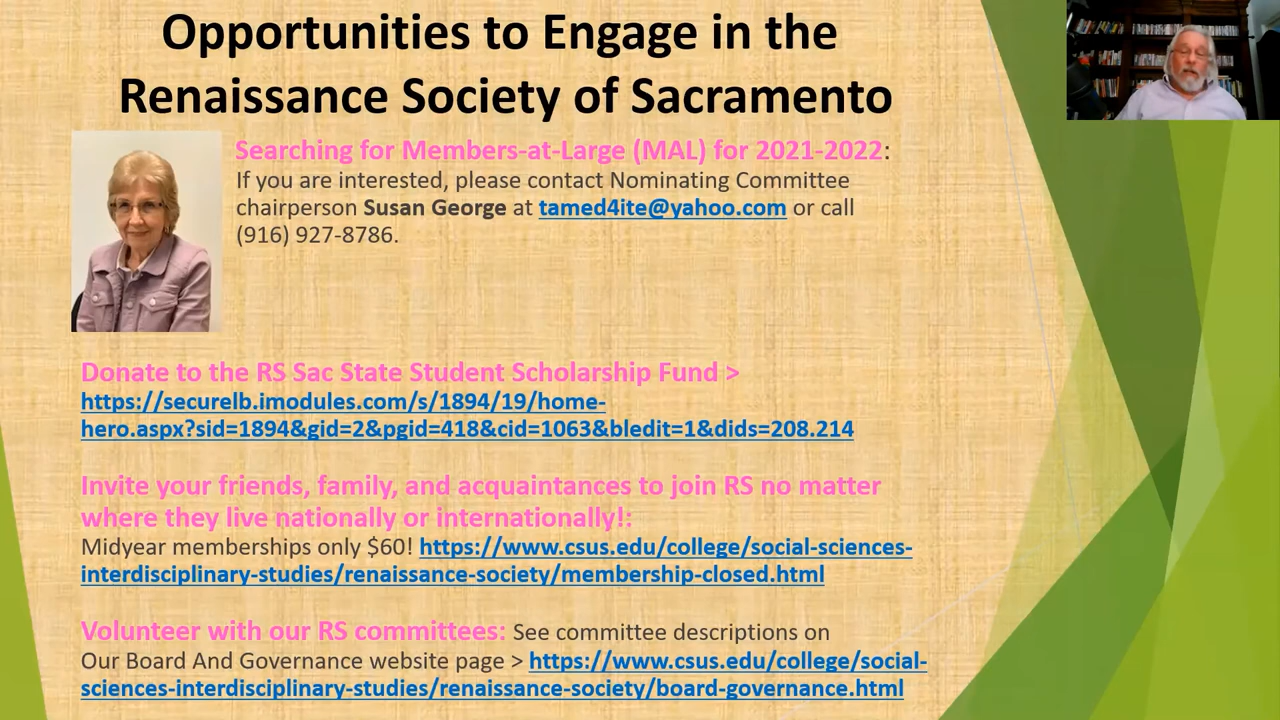 Opportunities to Engage in the
Renaissance Society of Sacramento
Searching for Members-at-Large (MAL) for 2021-2022:
If you are interested, please contact Nominating Committee
chairperson Susan George at tamed4ite@yahoo.com or call
(916) 927-8786.
Donate to the RS Sac State Student Scholarship Fund >
https://securelb.imodules.com/s/1894/19/home-
hero.aspx?sid=1894&gid=2&pgid=418&cid=1063&bledit=1&dids=208.214
Invite your friends, family, and acquaintances to join RS no matter
where they live nationally or internationally!:
Midyear memberships only $60! https://www.csus.edu/college/social-sciences-
interdisciplinary-studies/renaissance-society/membership-closed.html
Volunteer with our RS committees: See committee descriptions on
Our Board And Governance website page > https://www.csus.edu/college/social-
sciences-interdisciplinary-studies/renaissance-society/board-governance.html